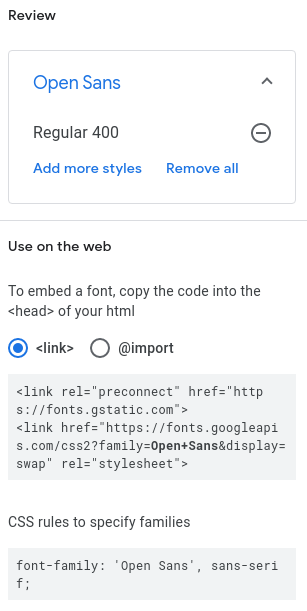 Review
Open Sans
Regular 400
Add more styles Remove all
Use on the web
To embed a font, copy the code into the
<head> of your html
<link> @import
<link rel="preconnect" href="http
s://fonts.gstatic.com">
<link href="https://fonts.googleapi
s.com/css2?family=Open+Sans&display=
swap" rel="stylesheet">
CSS rules to specify families
font-family: 'Open Sans', sans-seri
f;